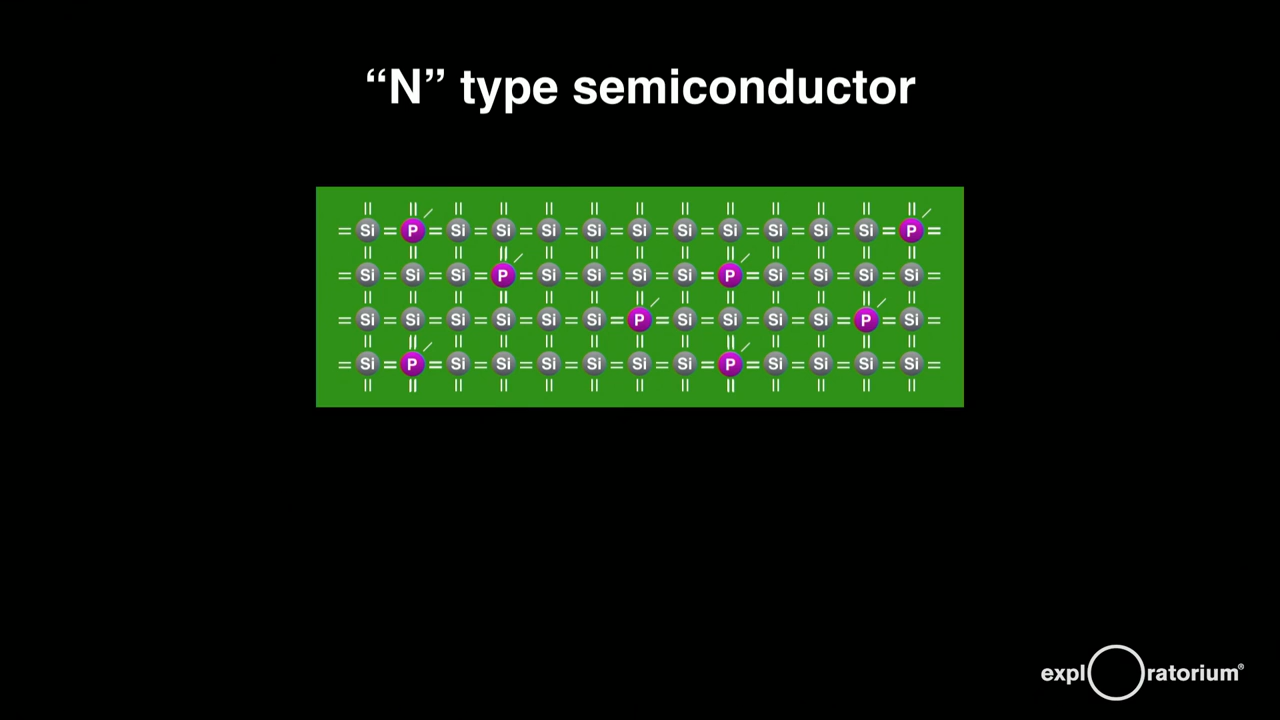 “N” type semiconductor
Si P Si Si Si Si Si Si Si Si Si Si P
Si Si Si P Si Si Si Si P Si Si Si Si
Si Si Si Si Si Si P Si Si Si Si P Si
Si P Si Si Si Si Si Si P Si Si Si Si
expl ratorium®